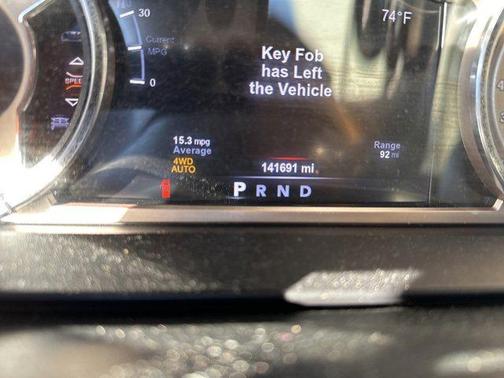 30
Current
MPG
0
SPEED
74°F
Key Fob
has Left
the Vehicle
15.3 mpg
Average
4WD
AUTO
141691 mi
Range
92 mi
P R N D